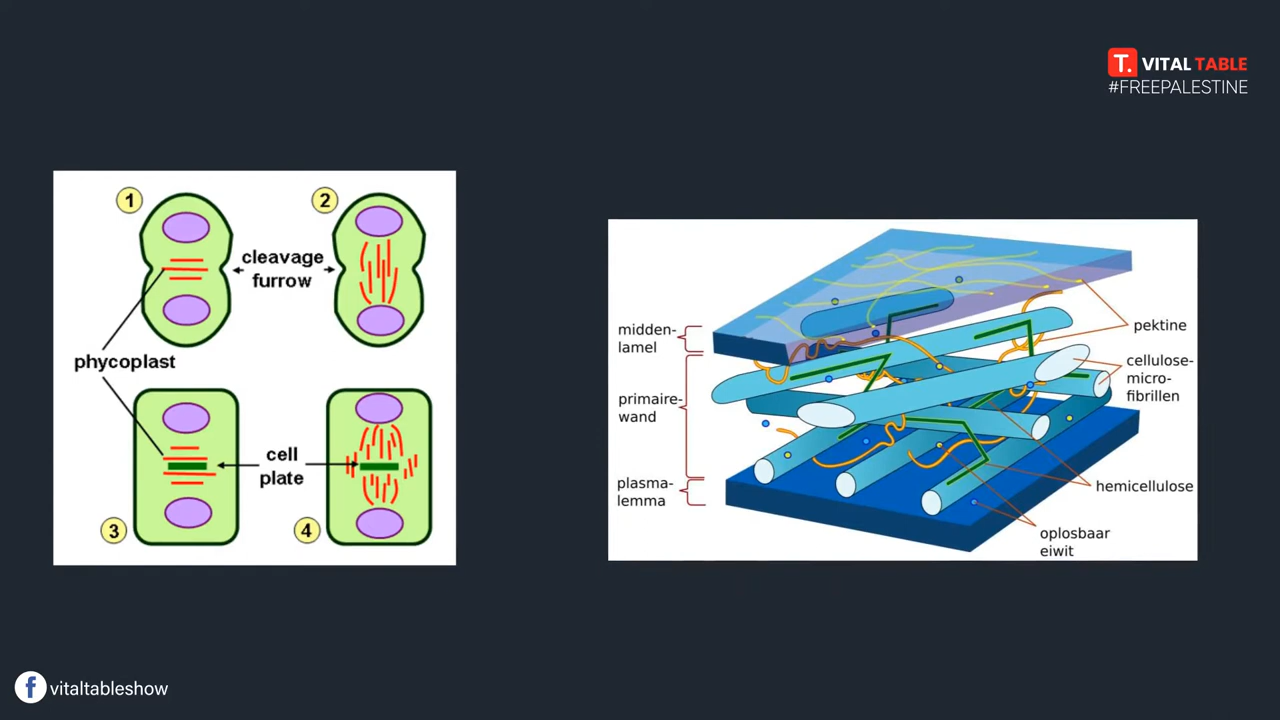 T. VITAL TABLE
#FREEPALESTINE
1
2
cleavage
furrow
phycoplast
cell
plate
3
4
midden-
lamel
primaire-
wand
plasma-
lemma
pektine
cellulose-
micro-
fibrillen
hemicellulose
oplosbaar
eiwit
f vitaltableshow